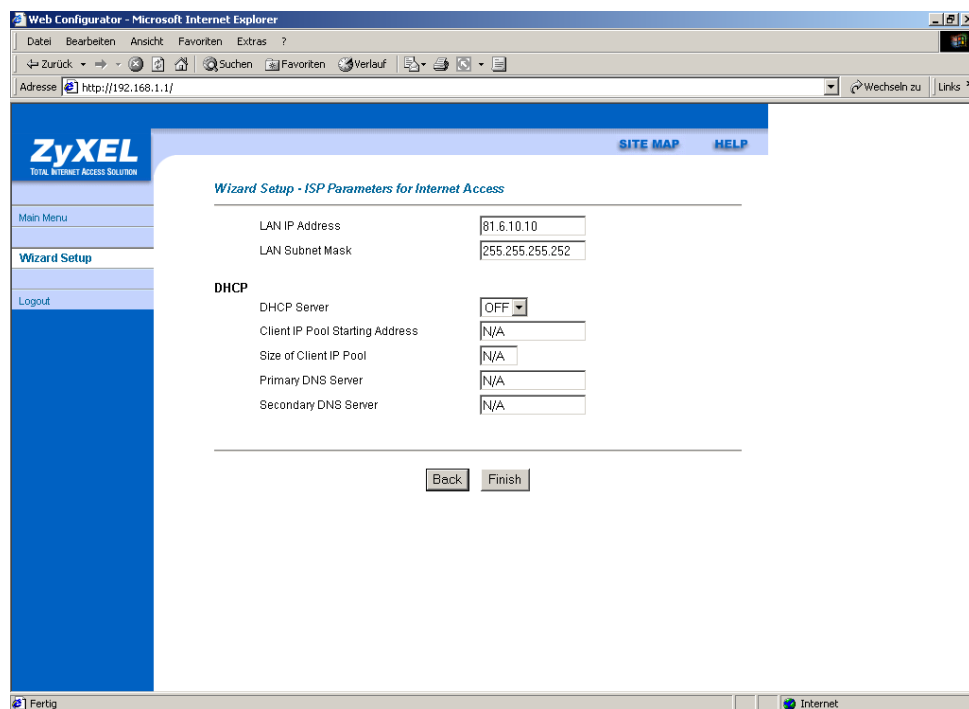 Web Configurator - Microsoft Internet Explorer
Datei Bearbeiten Ansicht Favoriten Extras ?
Zurück Suchen Favoriten Verlauf
Adresse http://192.168.1.1/ Wechseln zu Links
ZyXEL
TOTAL INTERNET ACCESS SOLUTION
SITE MAP HELP
Main Menu
Wizard Setup
Logout
Wizard Setup - ISP Parameters for Internet Access
LAN IP Address 81.6.10.10
LAN Subnet Mask 255.255.255.252
DHCP
DHCP Server OFF
Client IP Pool Starting Address N/A
Size of Client IP Pool N/A
Primary DNS Server N/A
Secondary DNS Server N/A
Back Finish
Fertig Internet